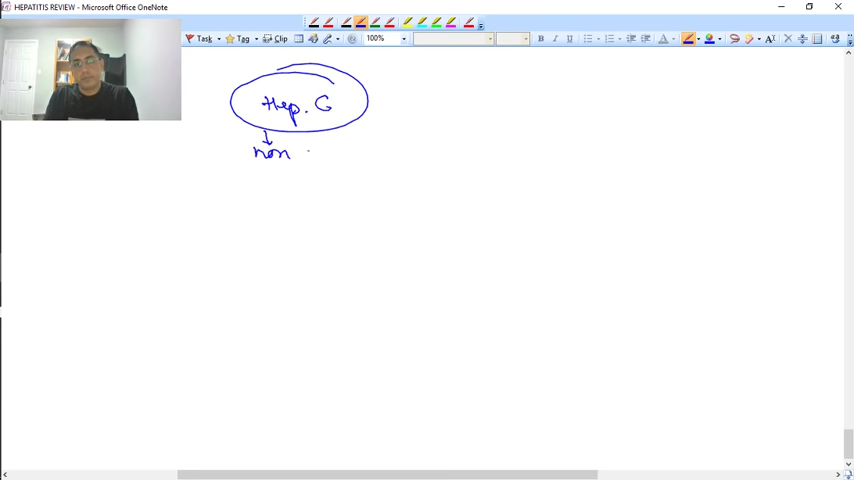 HEPATITIS REVIEW - Microsoft Office OneNote
Task Tag Clip 100% B I U A
Hep. G
non